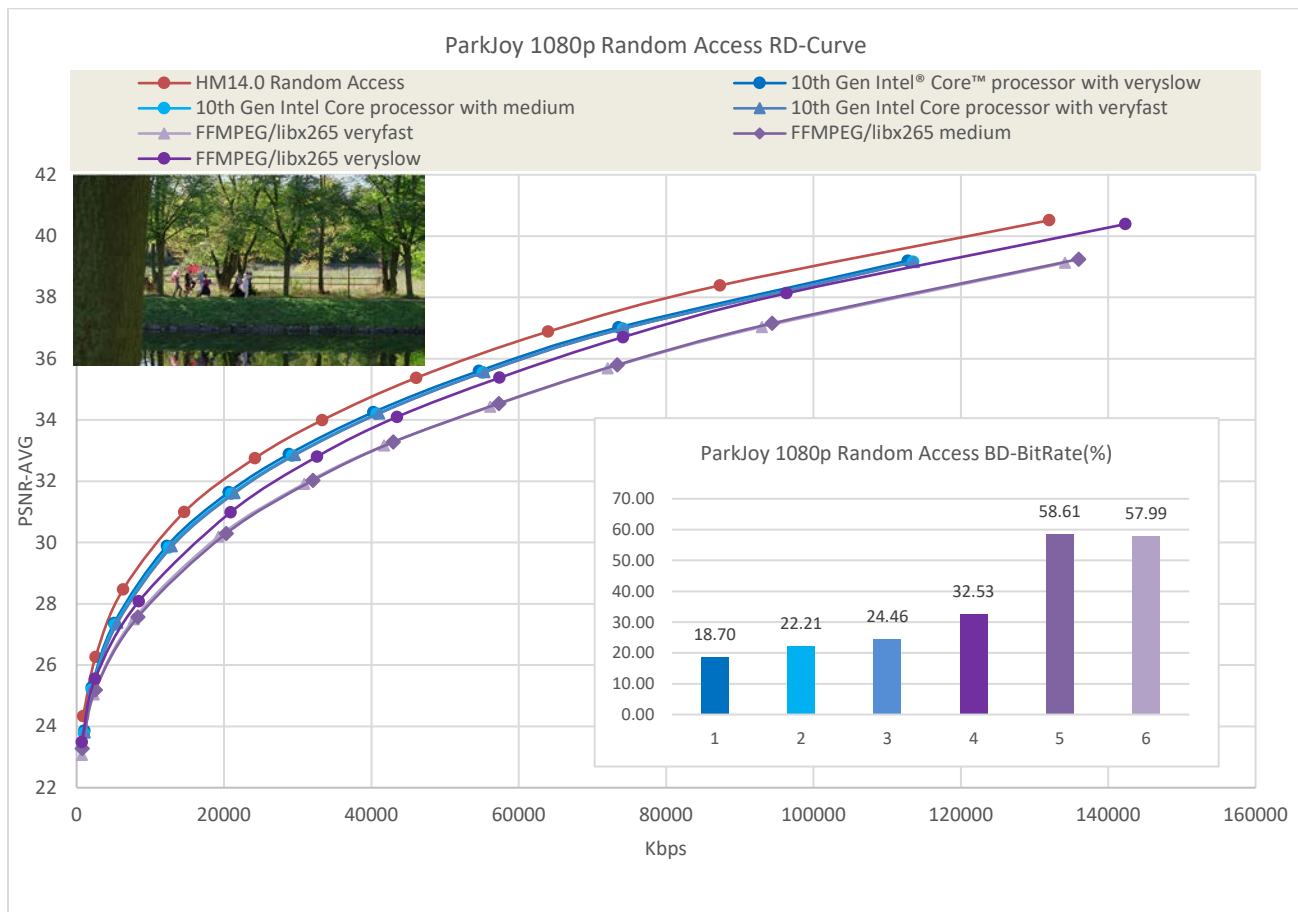 ParkJoy 1080p Random Access RD-Curve
HM14.0 Random Access
10th Gen Intel® Core™ processor with veryslow
10th Gen Intel Core processor with medium
10th Gen Intel Core processor with veryfast
FFMPEG/libx265 veryfast
FFMPEG/libx265 medium
FFMPEG/libx265 veryslow
42
40
38
36
34
32
30
28
26
24
22
PSNR-AVG
0 20000 40000 60000 80000 100000 120000 140000 160000
Kbps
ParkJoy 1080p Random Access BD-BitRate(%)
70.00
60.00
50.00
40.00
30.00
20.00
10.00
0.00
18.70
22.21
24.46
32.53
58.61
57.99
1 2 3 4 5 6